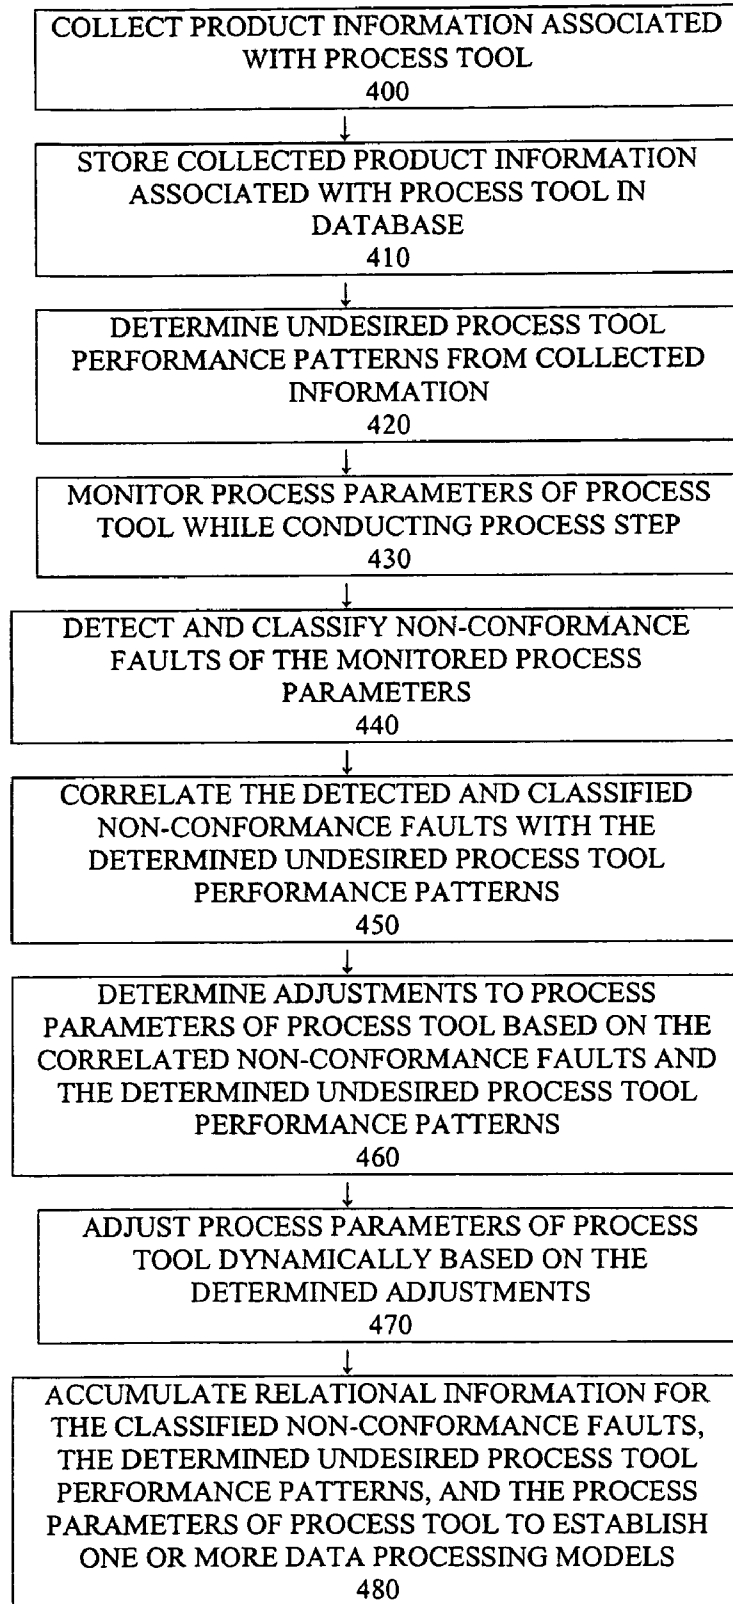 COLLECT PRODUCT INFORMATION ASSOCIATED
WITH PROCESS TOOL
400
↓
STORE COLLECTED PRODUCT INFORMATION
ASSOCIATED WITH PROCESS TOOL IN
DATABASE
410
↓
DETERMINE UNDESIRED PROCESS TOOL
PERFORMANCE PATTERNS FROM COLLECTED
INFORMATION
420
↓
MONITOR PROCESS PARAMETERS OF PROCESS
TOOL WHILE CONDUCTING PROCESS STEP
430
↓
DETECT AND CLASSIFY NON-CONFORMANCE
FAULTS OF THE MONITORED PROCESS
PARAMETERS
440
↓
CORRELATE THE DETECTED AND CLASSIFIED
NON-CONFORMANCE FAULTS WITH THE
DETERMINED UNDESIRED PROCESS TOOL
PERFORMANCE PATTERNS
450
↓
DETERMINE ADJUSTMENTS TO PROCESS
PARAMETERS OF PROCESS TOOL BASED ON THE
CORRELATED NON-CONFORMANCE FAULTS AND
THE DETERMINED UNDESIRED PROCESS TOOL
PERFORMANCE PATTERNS
460
↓
ADJUST PROCESS PARAMETERS OF PROCESS
TOOL DYNAMICALLY BASED ON THE
DETERMINED ADJUSTMENTS
470
↓
ACCUMULATE RELATIONAL INFORMATION FOR
THE CLASSIFIED NON-CONFORMANCE FAULTS,
THE DETERMINED UNDESIRED PROCESS TOOL
PERFORMANCE PATTERNS, AND THE PROCESS
PARAMETERS OF PROCESS TOOL TO ESTABLISH
ONE OR MORE DATA PROCESSING MODELS
480